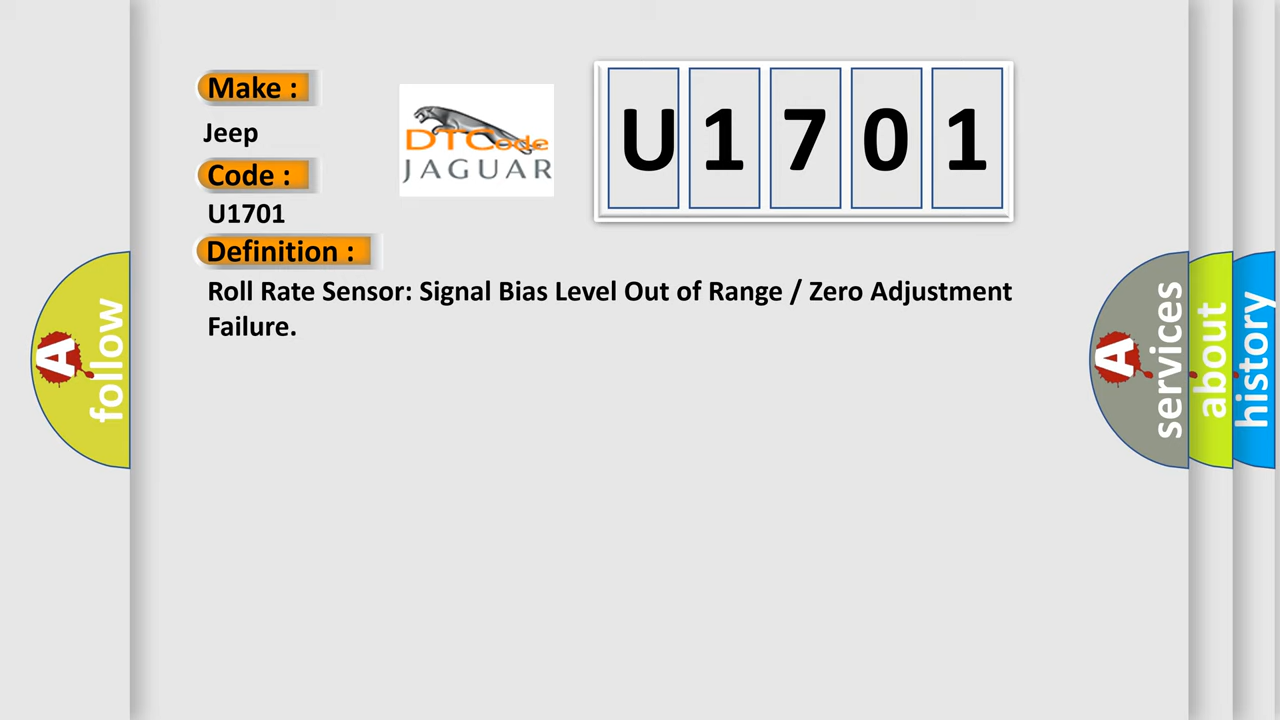 Make :
Jeep
Code :
U1701
Definition :
Roll Rate Sensor: Signal Bias Level Out of Range / Zero Adjustment
Failure.
DTCode
JAGUAR
U1701
A follow
A services
about
history